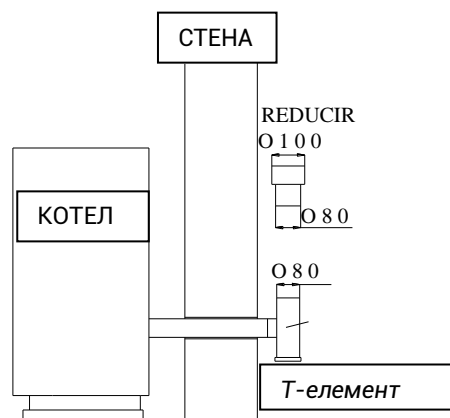 СТЕНА
REDUCIR
O 1 0 0
КОТЕЛ
O 8 0
O 8 0
Т-елемент